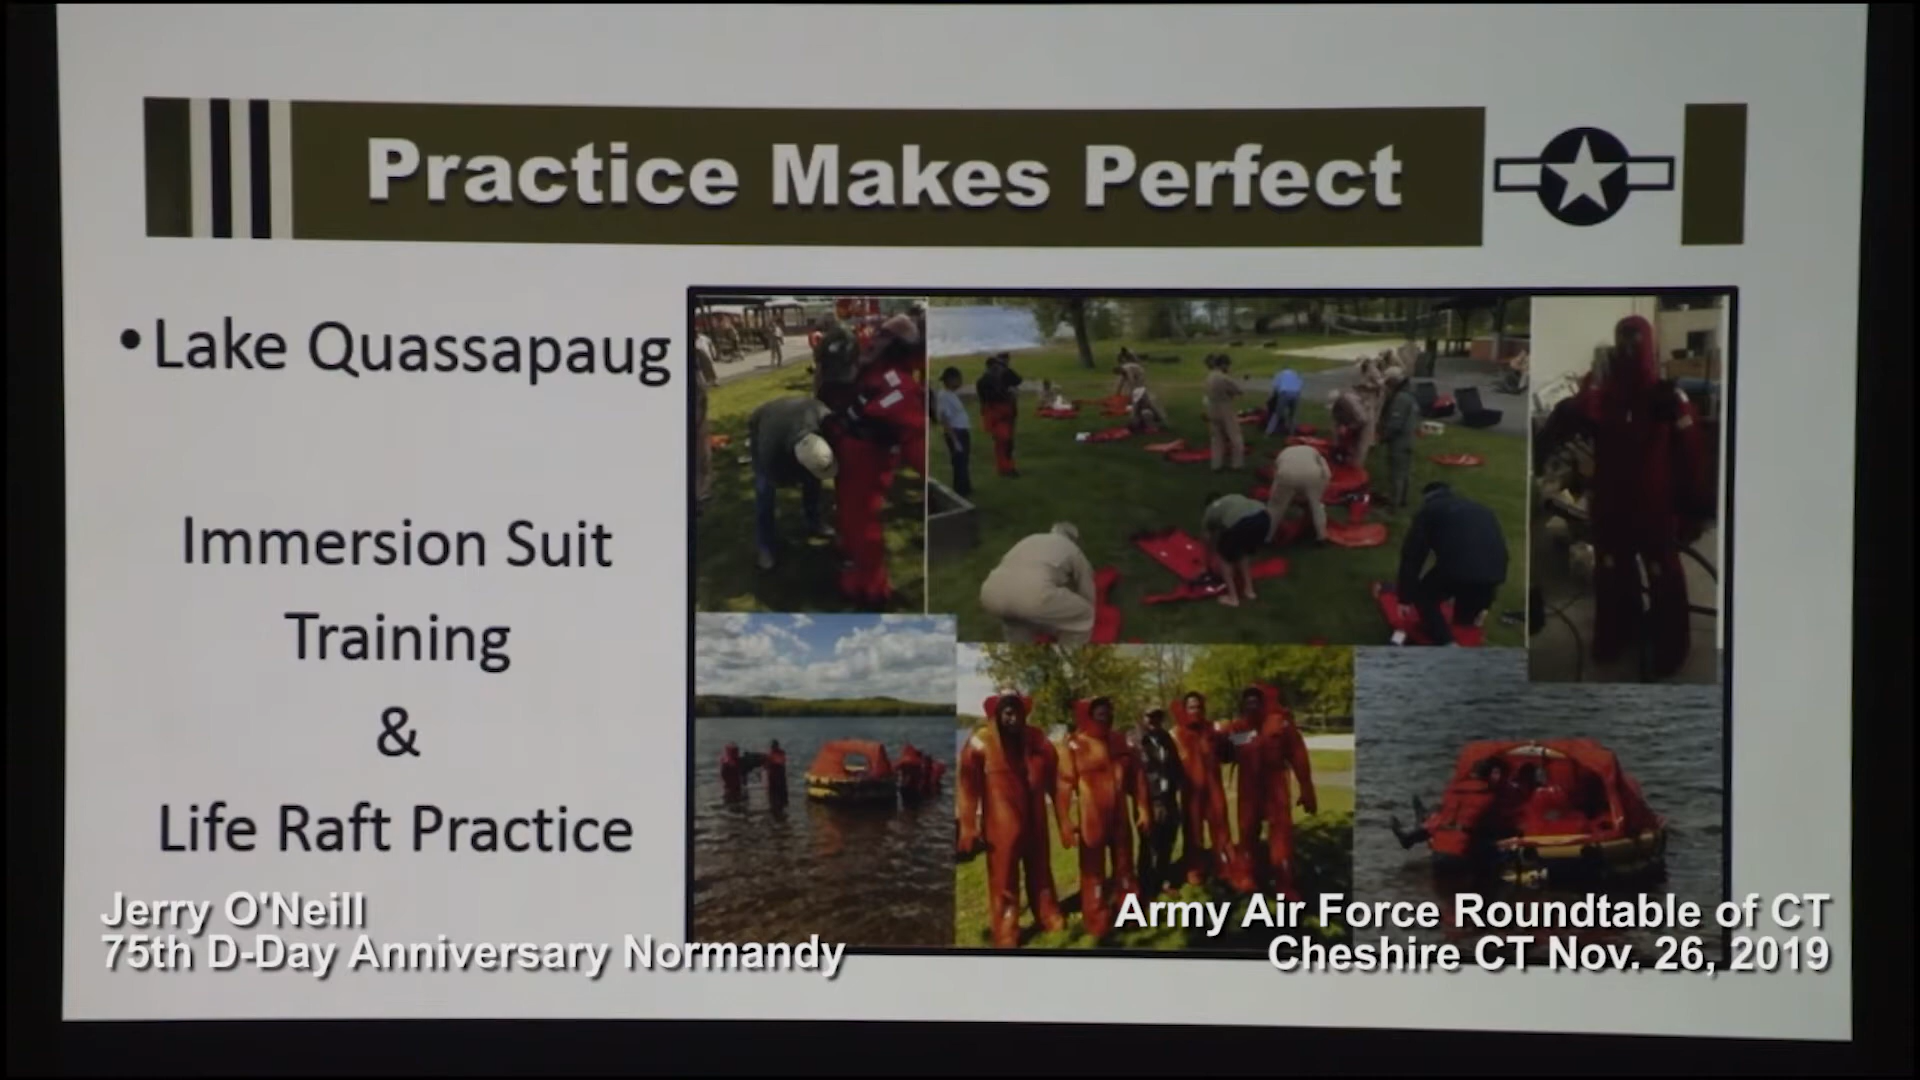 Practice Makes Perfect
• Lake Quassapaug
Immersion Suit
Training
&
Life Raft Practice
Jerry O'Neill
75th D-Day Anniversary Normandy
Army Air Force Roundtable of CT
Cheshire CT Nov. 26, 2019